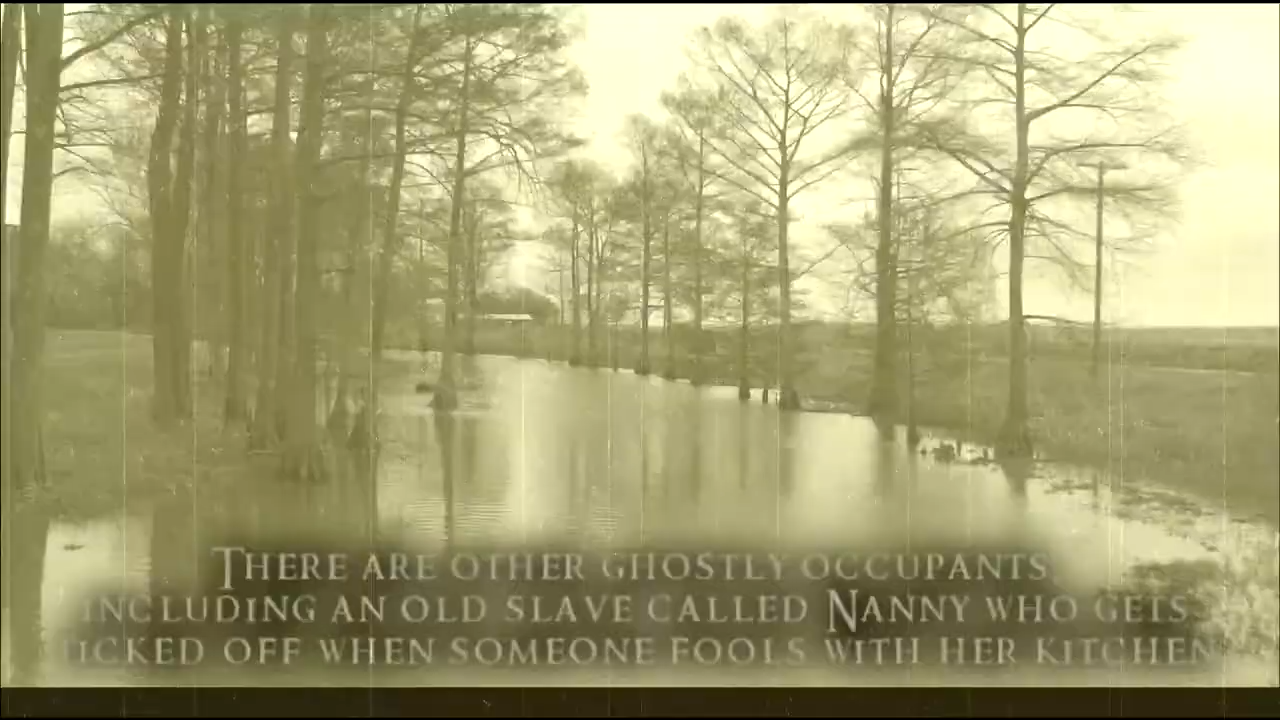 There are other ghostly occupants
including an old slave called Nanny who gets
ticked off when someone fools with her kitchen